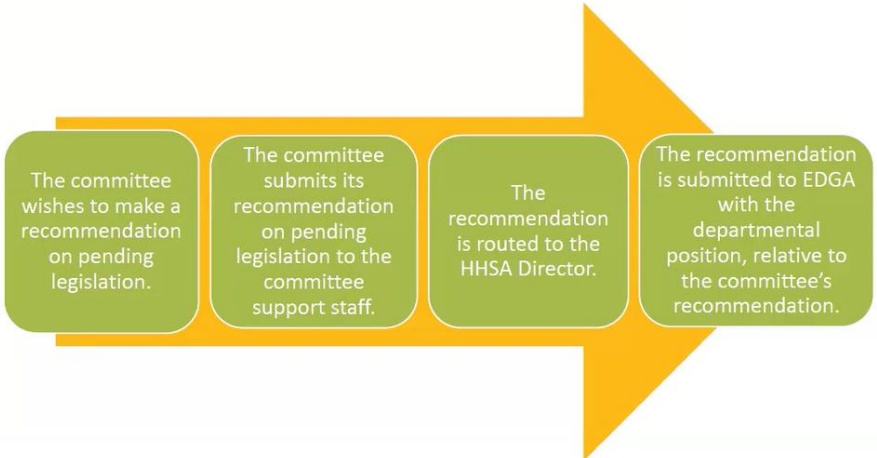 The committee
wishes to make a
recommendation
on pending
legislation.
The committee
submits its
recommendation
on pending
legislation to the
committee
support staff.
The
recommendation
is routed to the
HHSA Director.
The recommendation
is submitted to EDGA
with the
departmental
position, relative to
the committee's
recommendation.